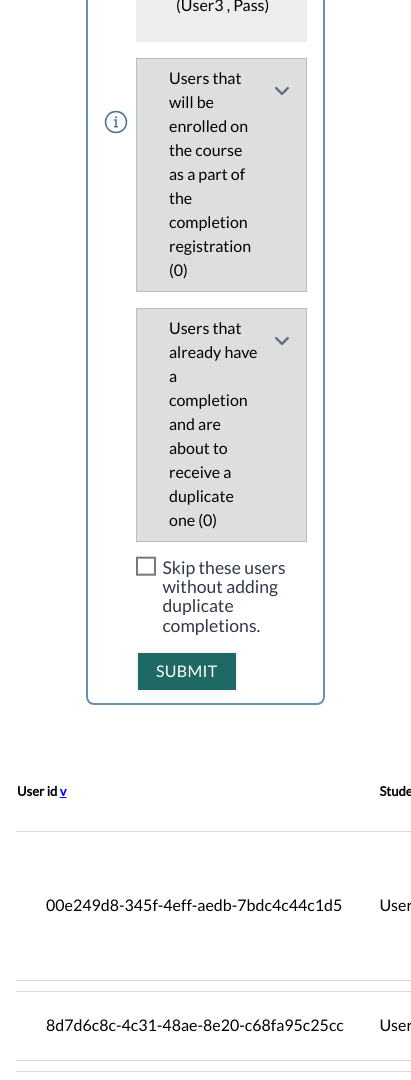 (User3 , Pass)
Users that
will be
enrolled on
the course
as a part of
the
completion
registration
(0)
Users that
already have
a
completion
and are
about to
receive a
duplicate
one (0)
Skip these users
without adding
duplicate
completions.
SUBMIT
User id v Stude
00e249d8-345f-4eff-aedb-7bdc4c44c1d5 User
8d7d6c8c-4c31-48ae-8e20-c68fa95c25cc User